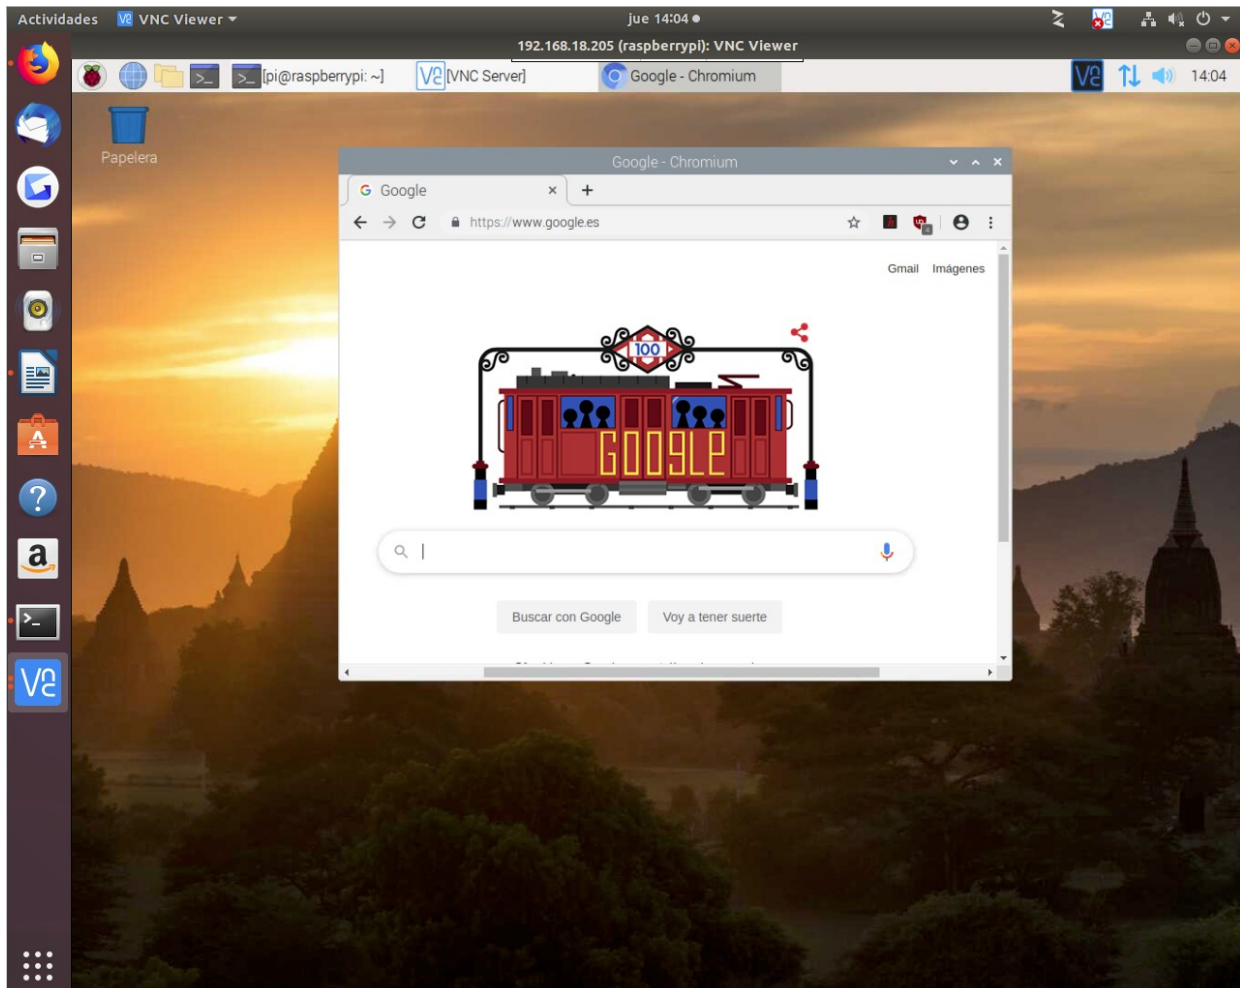 Actividades VNC Viewer jue 14:04
192.168.18.205 (raspberrypi): VNC Viewer
[pi@raspberrypi: ~] [VNC Server] Google - Chromium 14:04
Papelera
Google - Chromium
Google
https://www.google.es
Gmail Imágenes
100
GOOGLE
Buscar con Google Voy a tener suerte